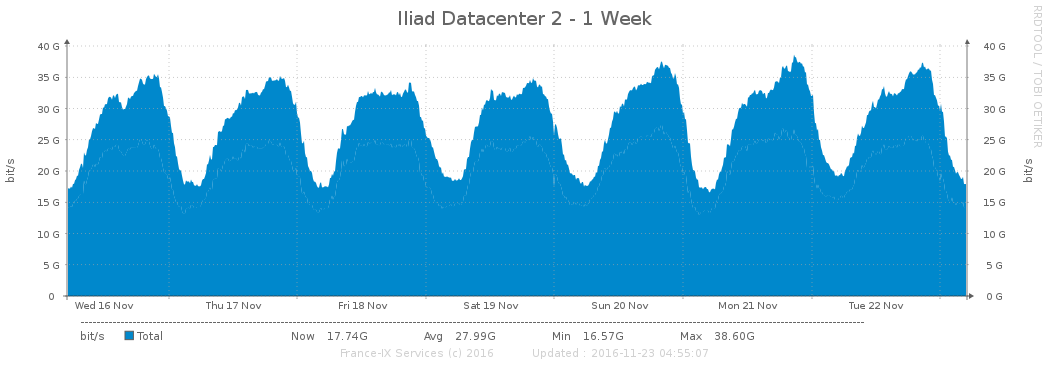 Iliad Datacenter 2 - 1 Week
RRDTOOL / TOBI OETIKER
40 G 40 G
35 G 35 G
30 G 30 G
25 G 25 G
20 G 20 G
15 G 15 G
10 G 10 G
5 G 5 G
0 0 G
bit/s
bit/s
Wed 16 Nov Thu 17 Nov Fri 18 Nov Sat 19 Nov Sun 20 Nov Mon 21 Nov Tue 22 Nov
bit/s Total Now 17.74G Avg 27.99G Min 16.57G Max 38.60G
France-IX Services (c) 2016 Updated : 2016-11-23 04:55:07